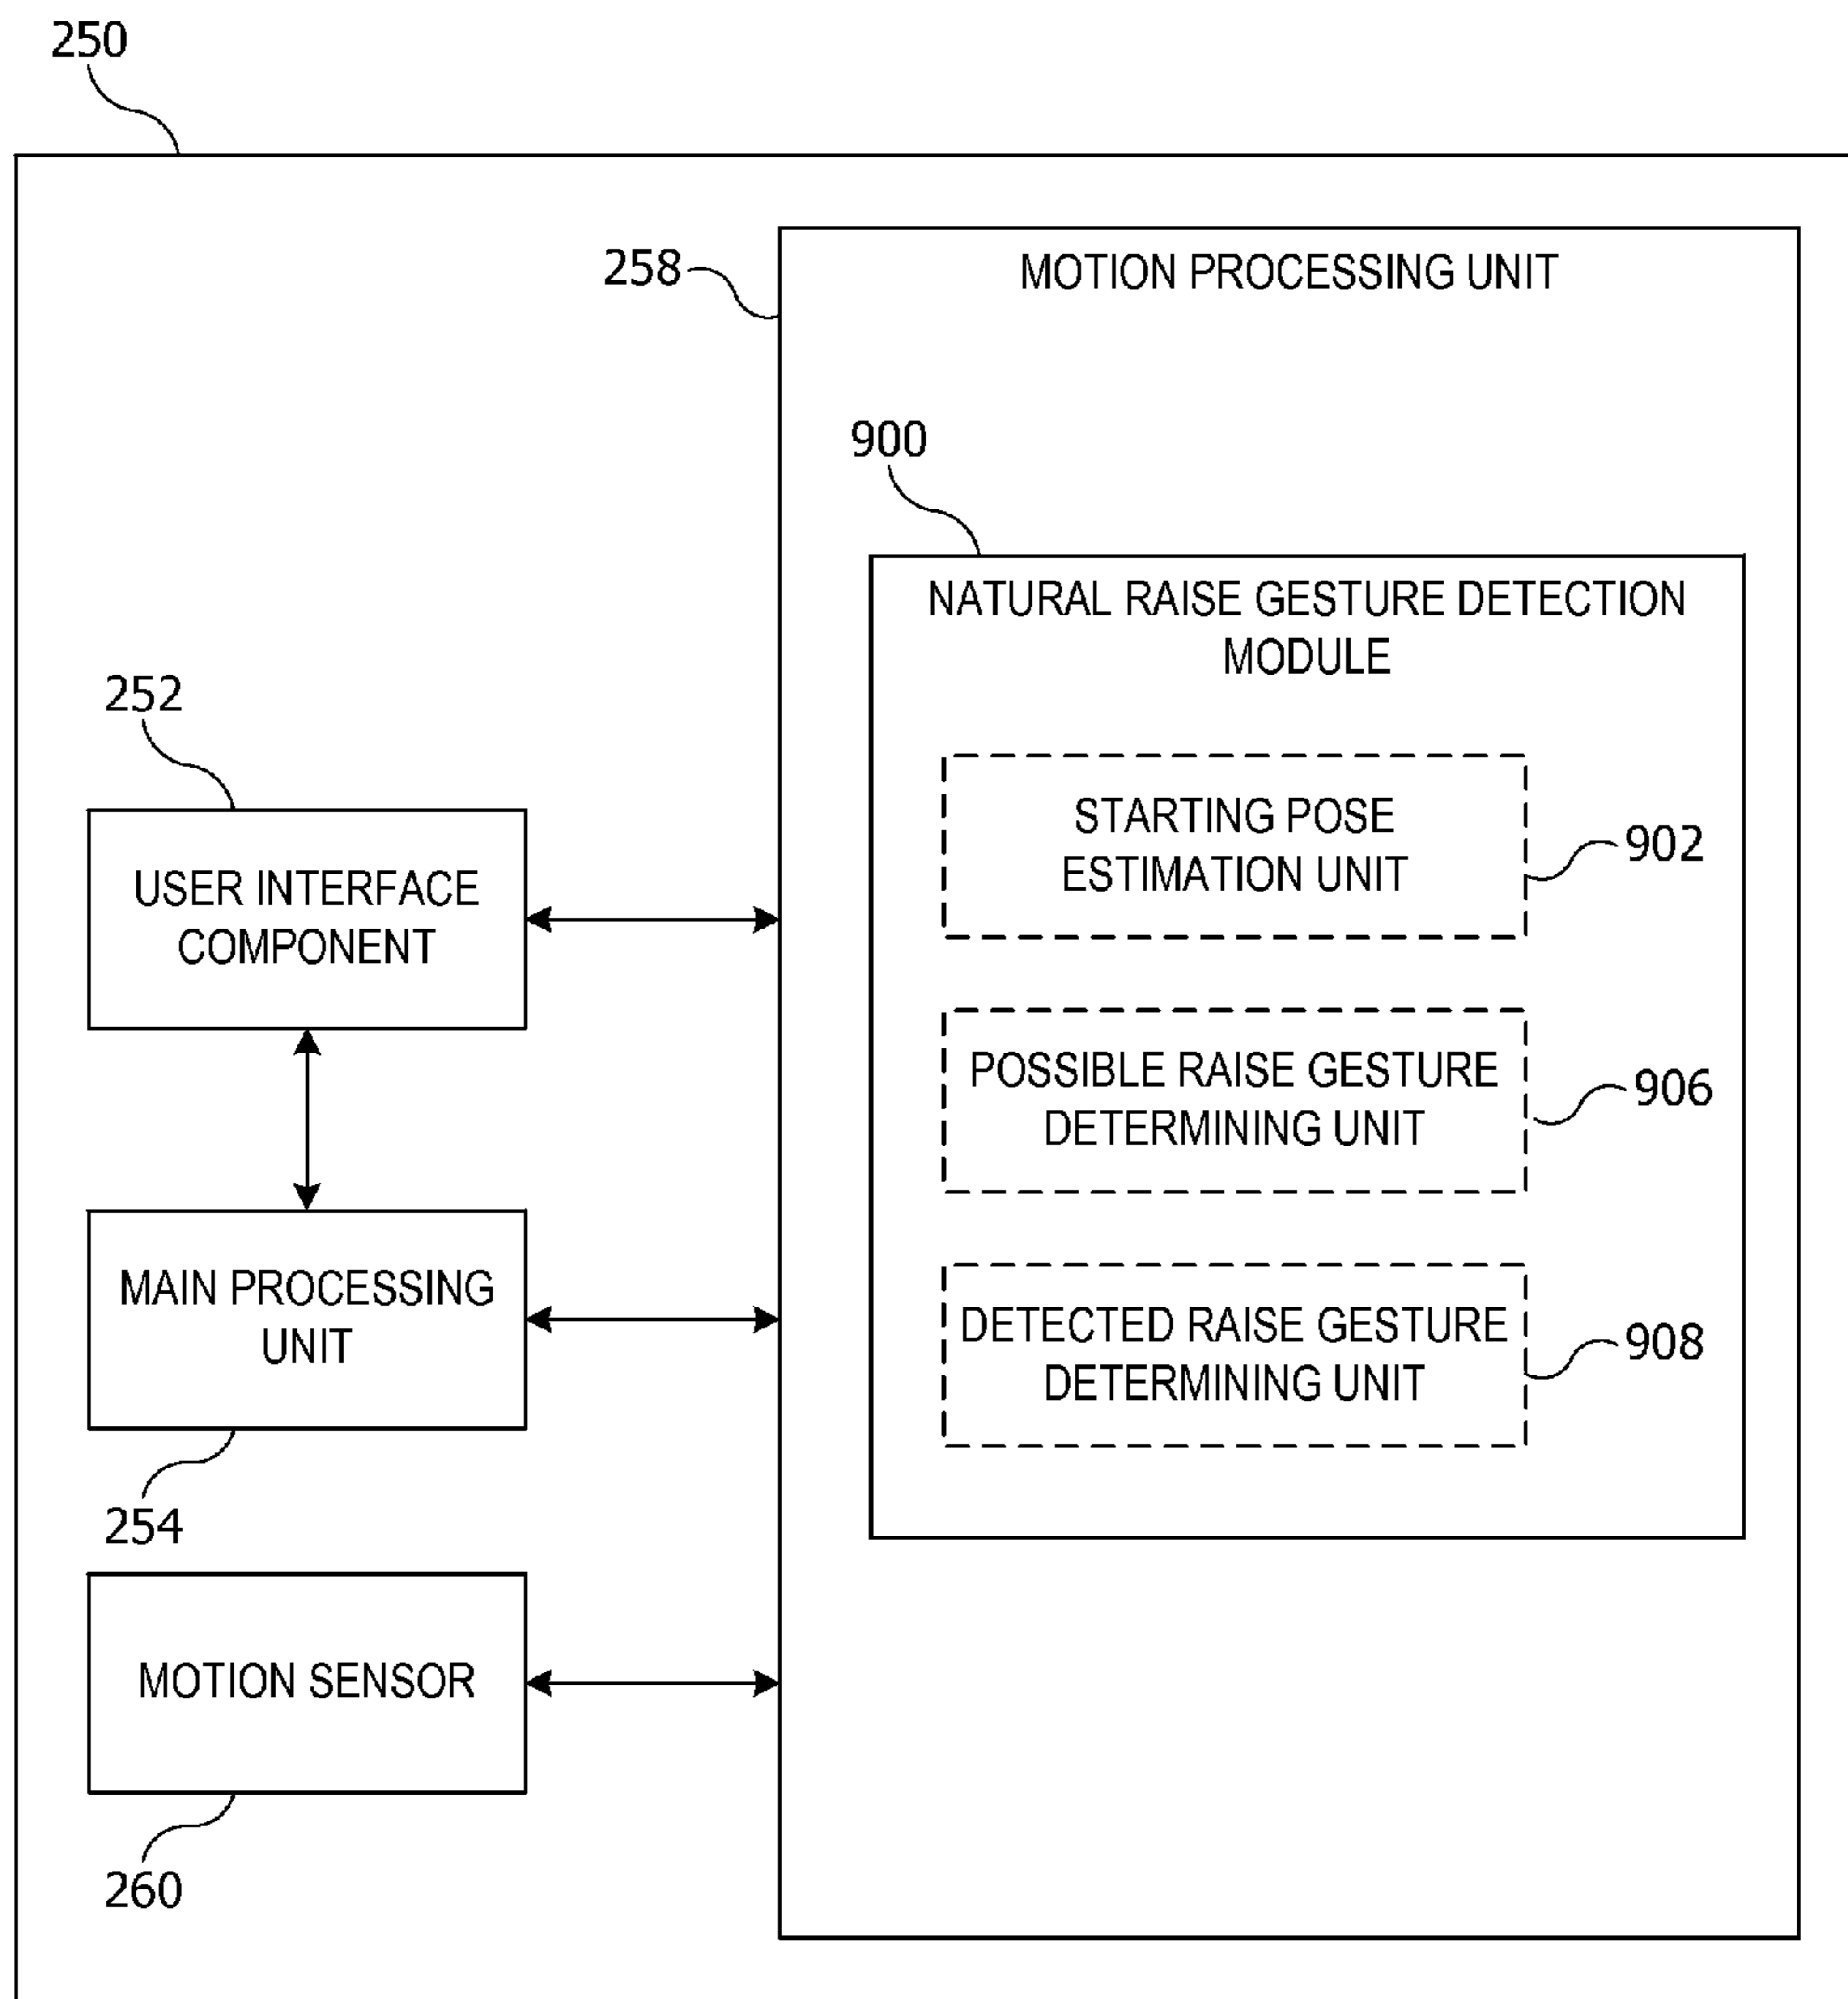 250
258
MOTION PROCESSING UNIT
900
NATURAL RAISE GESTURE DETECTION
MODULE
252
USER INTERFACE
COMPONENT
STARTING POSE
ESTIMATION UNIT
902
POSSIBLE RAISE GESTURE
DETERMINING UNIT
906
MAIN PROCESSING
UNIT
254
DETECTED RAISE GESTURE
DETERMINING UNIT
908
MOTION SENSOR
260